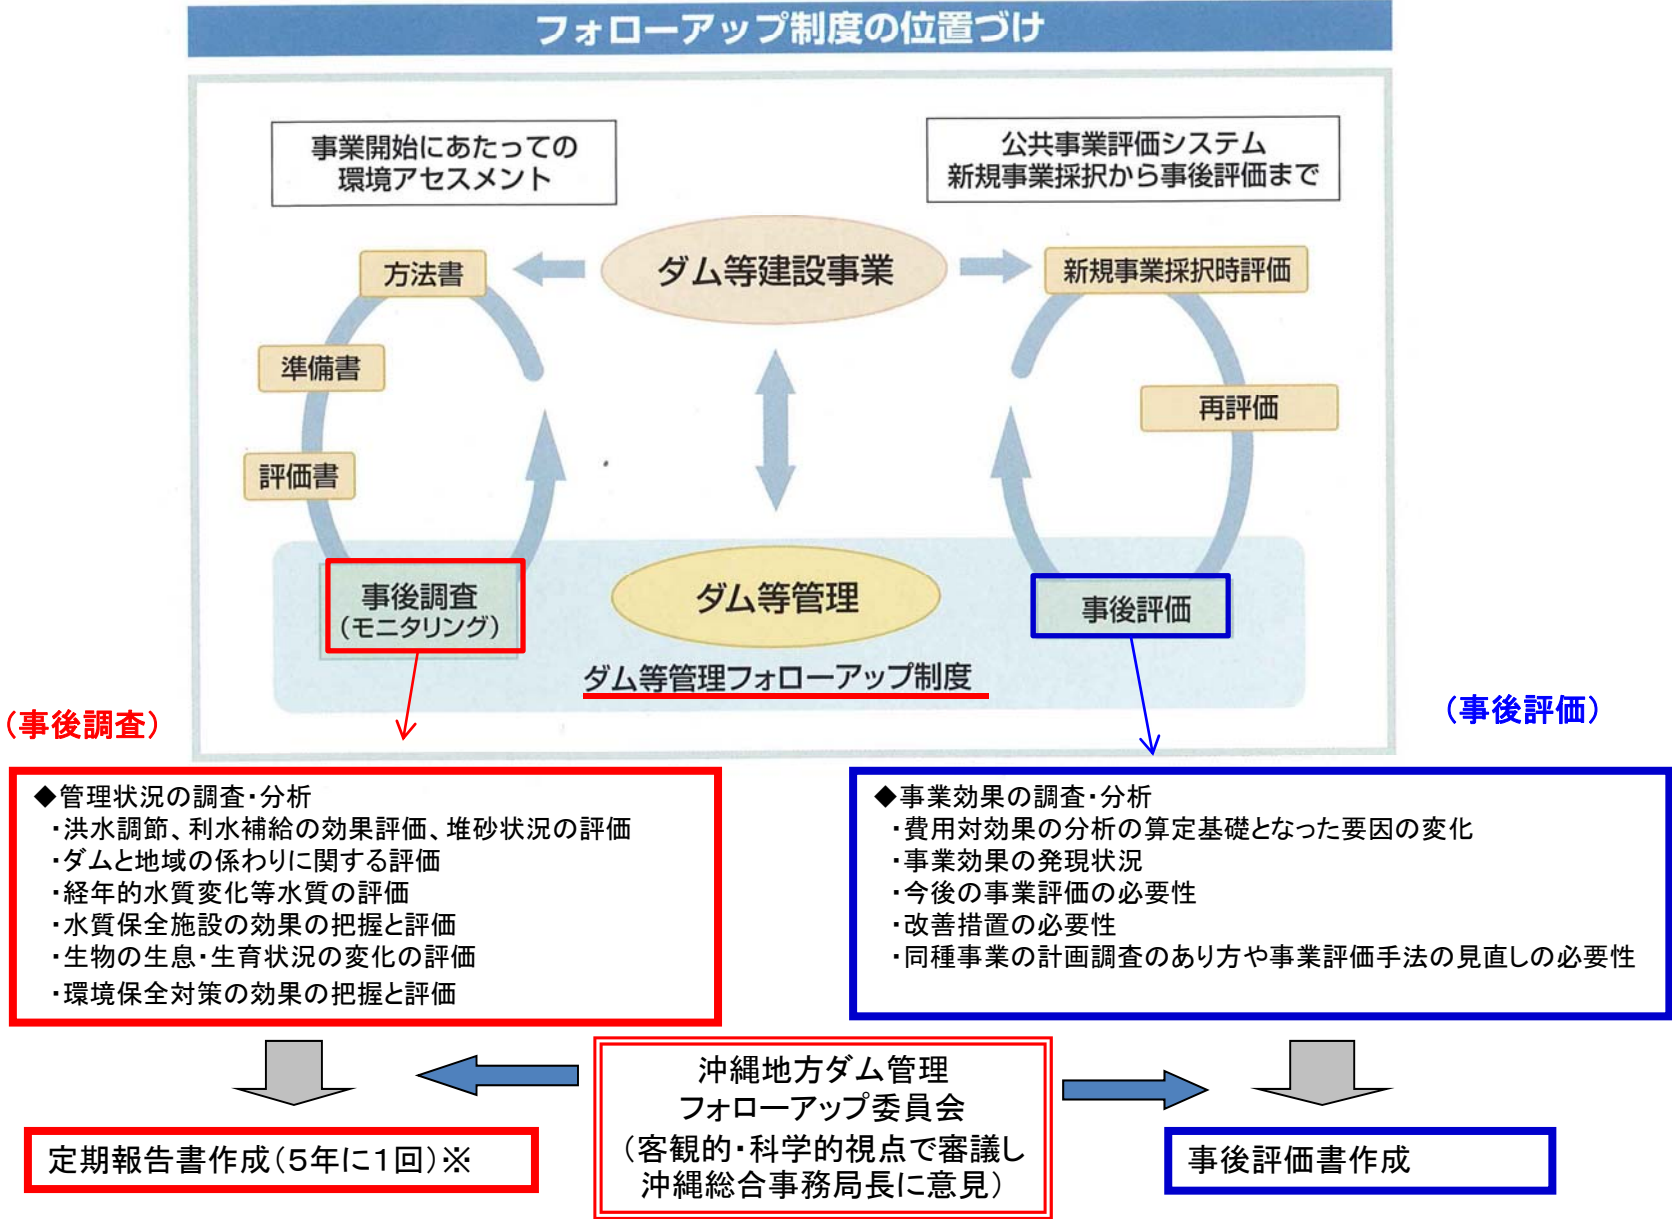 フォローアップ制度の位置づけ
事業開始にあたっての
環境アセスメント
公共事業評価システム
新規事業採択から事後評価まで
方法書
ダム等建設事業
新規事業採択時評価
準備書
再評価
評価書
事後調査
(モニタリング)
ダム等管理
事後評価
ダム等管理フォローアップ制度
(事後調査)
(事後評価)
◆管理状況の調査・分析
・洪水調節、利水補給の効果評価、堆砂状況の評価
・ダムと地域の係わりに関する評価
・経年的水質変化等水質の評価
・水質保全施設の効果の把握と評価
・生物の生息・生育状況の変化の評価
・環境保全対策の効果の把握と評価
◆事業効果の調査・分析
・費用対効果の分析の算定基礎となった要因の変化
・事業効果の発現状況
・今後の事業評価の必要性
・改善措置の必要性
・同種事業の計画調査のあり方や事業評価手法の見直しの必要性
沖縄地方ダム管理
フォローアップ委員会
(客観的・科学的視点で審議し
沖縄総合事務局長に意見)
定期報告書作成(5年に1回)※
事後評価書作成